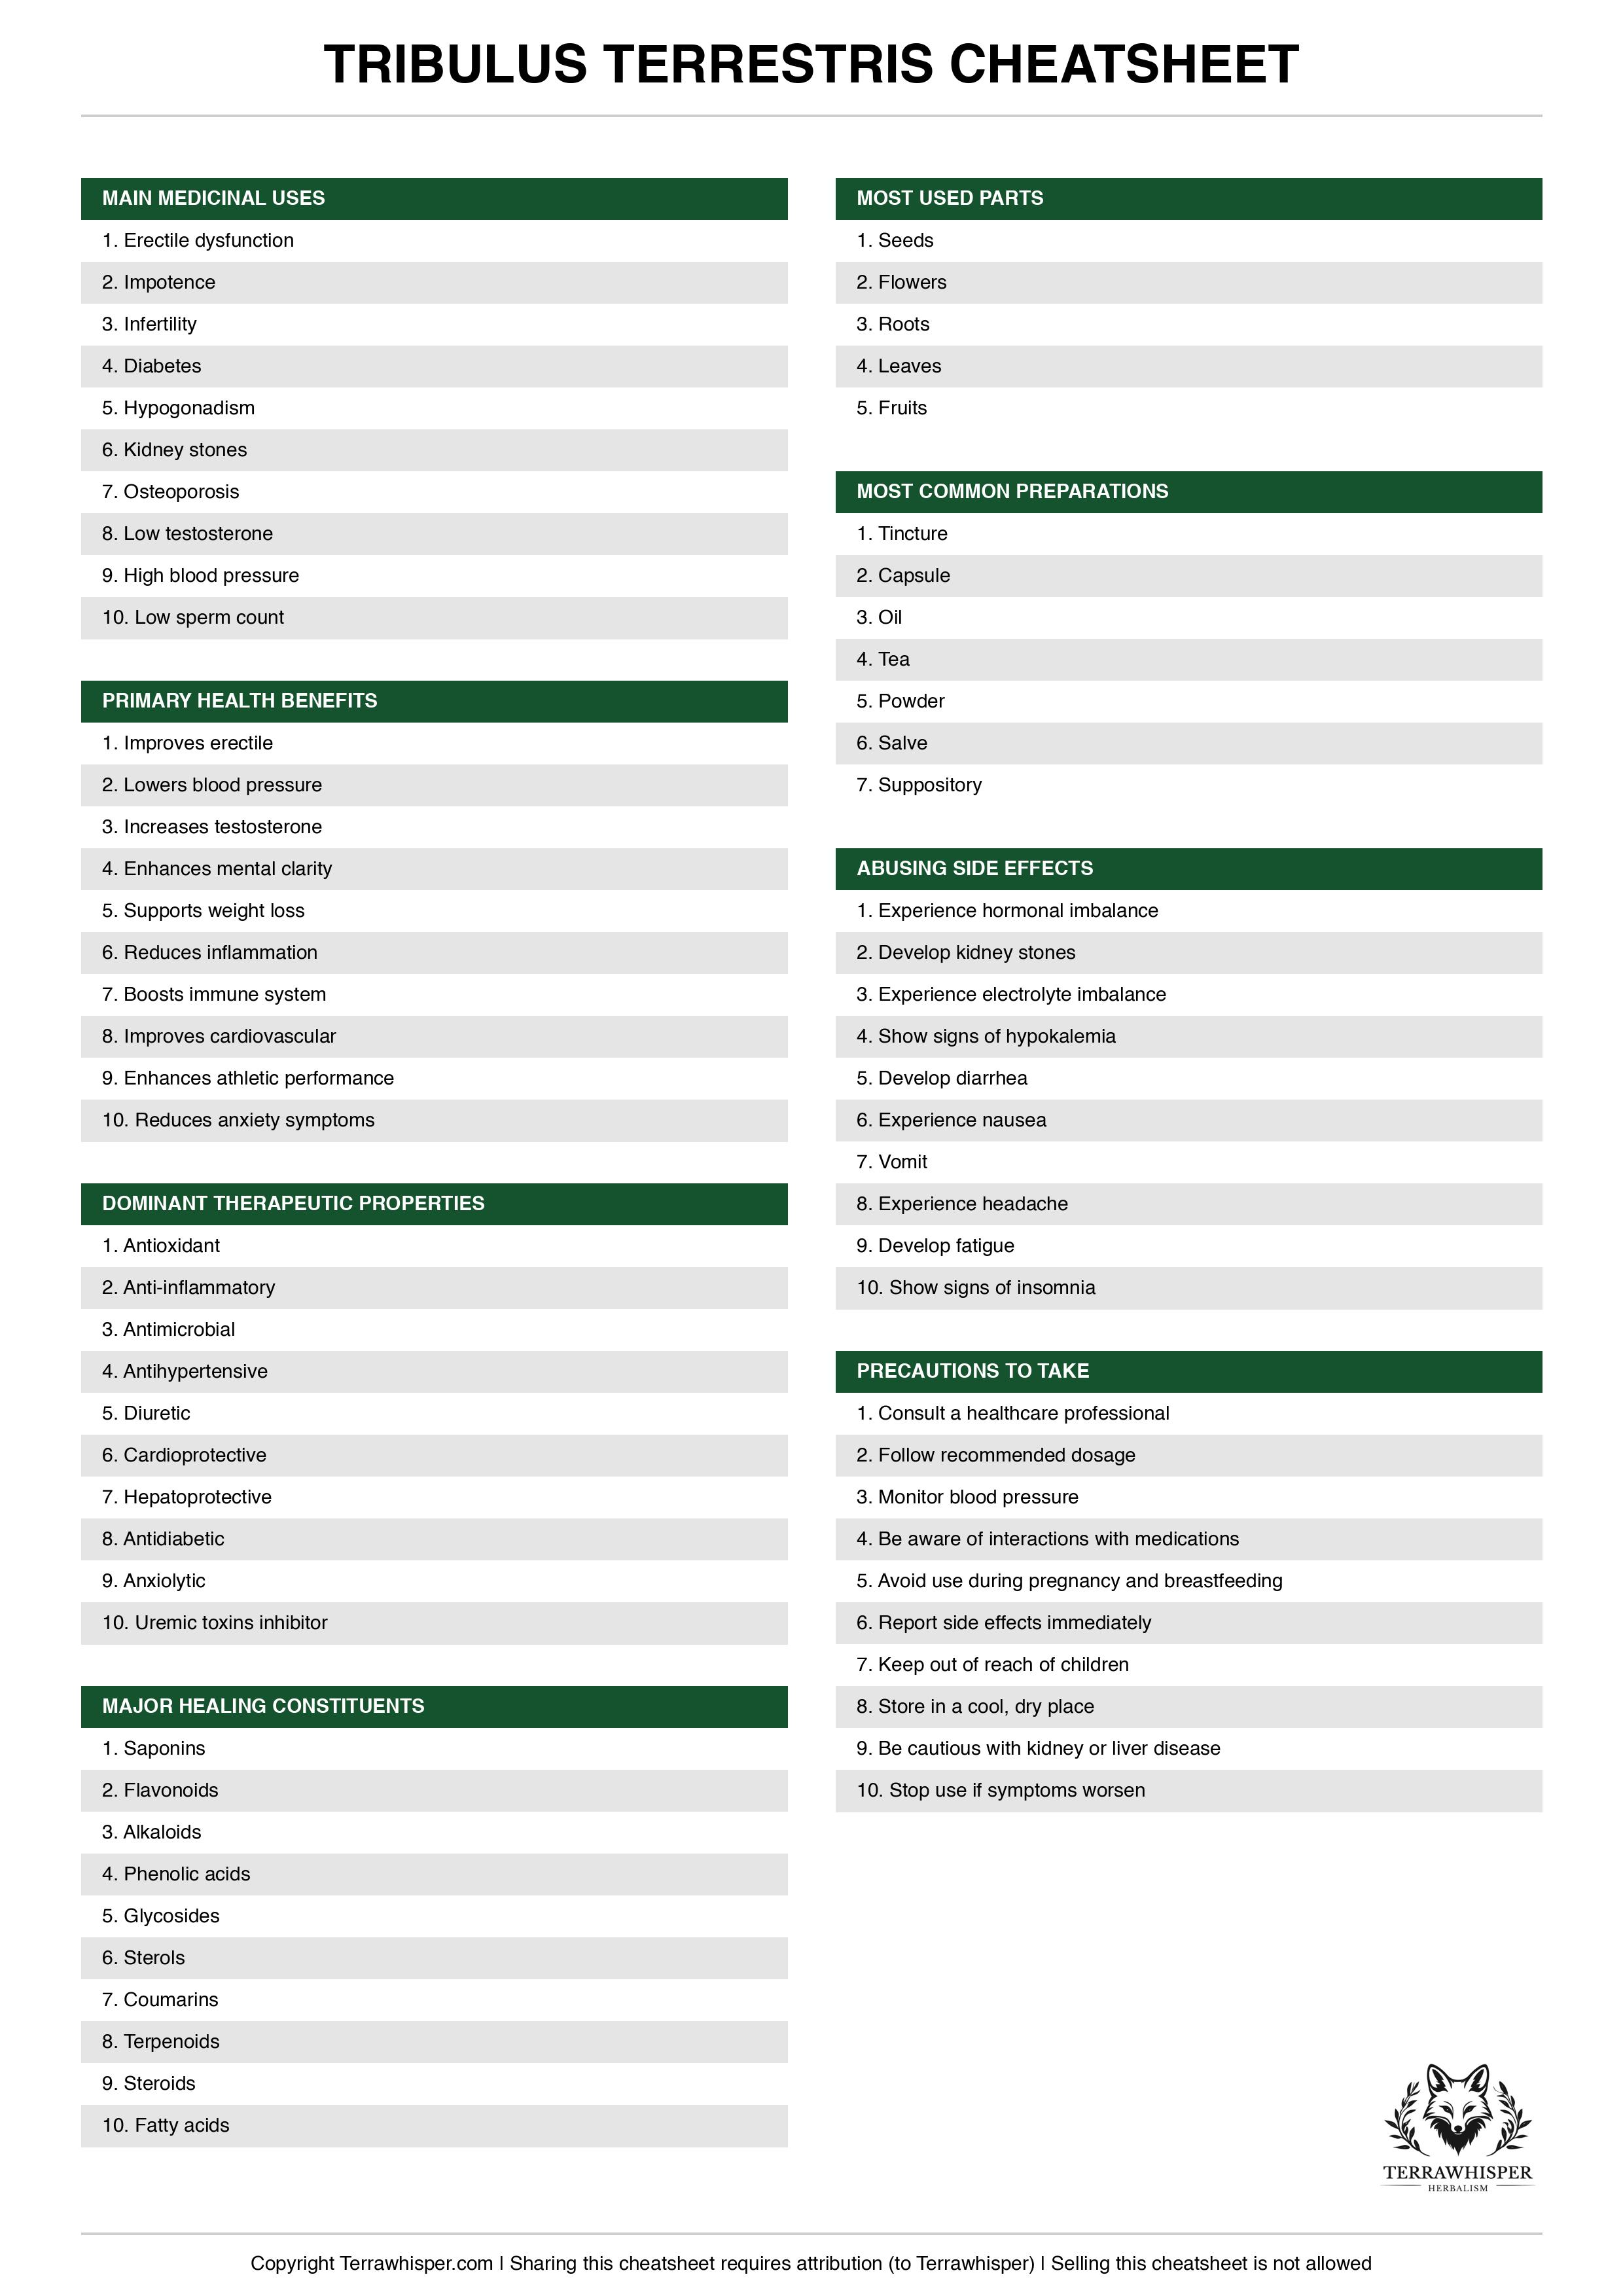 TRIBULUS TERRESTRIS CHEATSHEET
MAIN MEDICINAL USES
1. Erectile dysfunction
2. Impotence
3. Infertility
4. Diabetes
5. Hypogonadism
6. Kidney stones
7. Osteoporosis
8. Low testosterone
9. High blood pressure
10. Low sperm count
PRIMARY HEALTH BENEFITS
1. Improves erectile
2. Lowers blood pressure
3. Increases testosterone
4. Enhances mental clarity
5. Supports weight loss
6. Reduces inflammation
7. Boosts immune system
8. Improves cardiovascular
9. Enhances athletic performance
10. Reduces anxiety symptoms
DOMINANT THERAPEUTIC PROPERTIES
1. Antioxidant
2. Anti-inflammatory
3. Antimicrobial
4. Antihypertensive
5. Diuretic
6. Cardioprotective
7. Hepatoprotective
8. Antidiabetic
9. Anxiolytic
10. Uremic toxins inhibitor
MAJOR HEALING CONSTITUENTS
1. Saponins
2. Flavonoids
3. Alkaloids
4. Phenolic acids
5. Glycosides
6. Sterols
7. Coumarins
8. Terpenoids
9. Steroids
10. Fatty acids
MOST USED PARTS
1. Seeds
2. Flowers
3. Roots
4. Leaves
5. Fruits
MOST COMMON PREPARATIONS
1. Tincture
2. Capsule
3. Oil
4. Tea
5. Powder
6. Salve
7. Suppository
ABUSING SIDE EFFECTS
1. Experience hormonal imbalance
2. Develop kidney stones
3. Experience electrolyte imbalance
4. Show signs of hypokalemia
5. Develop diarrhea
6. Experience nausea
7. Vomit
8. Experience headache
9. Develop fatigue
10. Show signs of insomnia
PRECAUTIONS TO TAKE
1. Consult a healthcare professional
2. Follow recommended dosage
3. Monitor blood pressure
4. Be aware of interactions with medications
5. Avoid use during pregnancy and breastfeeding
6. Report side effects immediately
7. Keep out of reach of children
8. Store in a cool, dry place
9. Be cautious with kidney or liver disease
10. Stop use if symptoms worsen
TERRAWHISPER
HERBALISM
Copyright Terrawhisper.com | Sharing this cheatsheet requires attribution (to Terrawhisper) | Selling this cheatsheet is not allowed